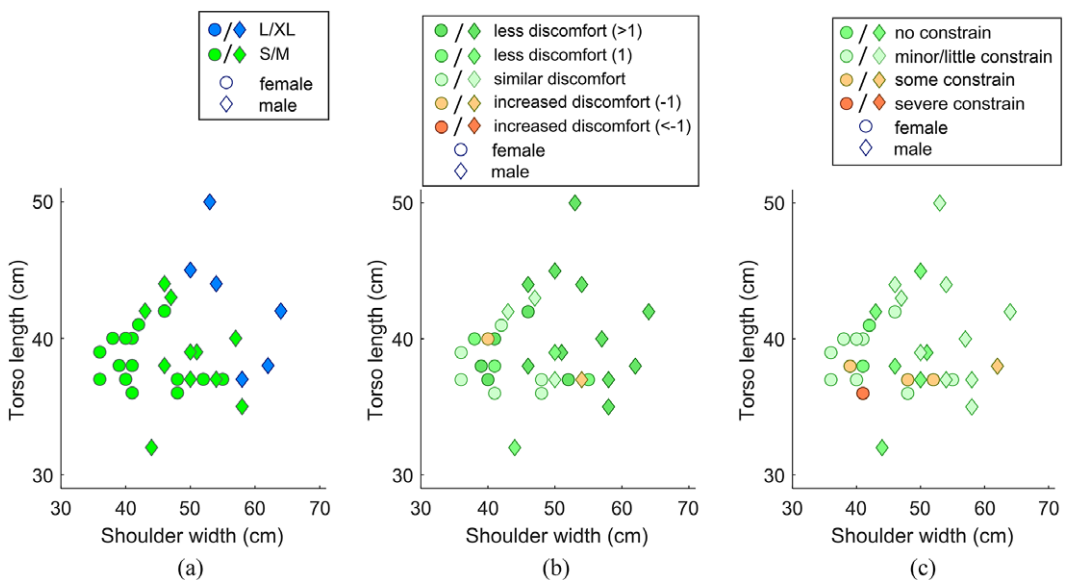 L/XL
S/M
female
male
50
40
30
30 40 50 60 70
Torso length (cm)
Shoulder width (cm)
(a)
less discomfort (>1)
less discomfort (1)
similar discomfort
increased discomfort (-1)
increased discomfort (<-1)
female
male
50
40
30
30 40 50 60 70
Torso length (cm)
Shoulder width (cm)
(b)
no constrain
minor/little constrain
some constrain
severe constrain
female
male
50
40
30
30 40 50 60 70
Torso length (cm)
Shoulder width (cm)
(c)